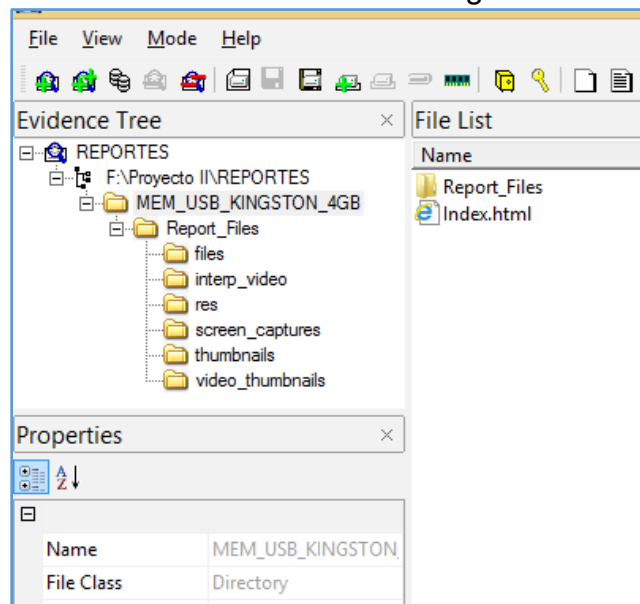 File View Mode Help
Evidence Tree
File List
REPORTES
F:\Proyecto II\REPORTES
MEM_USB_KINGSTON_4GB
Report_Files
files
interp_video
res
screen_captures
thumbnails
video_thumbnails
Name
Report_Files
Index.html
Properties
Name MEM_USB_KINGSTON_
File Class Directory